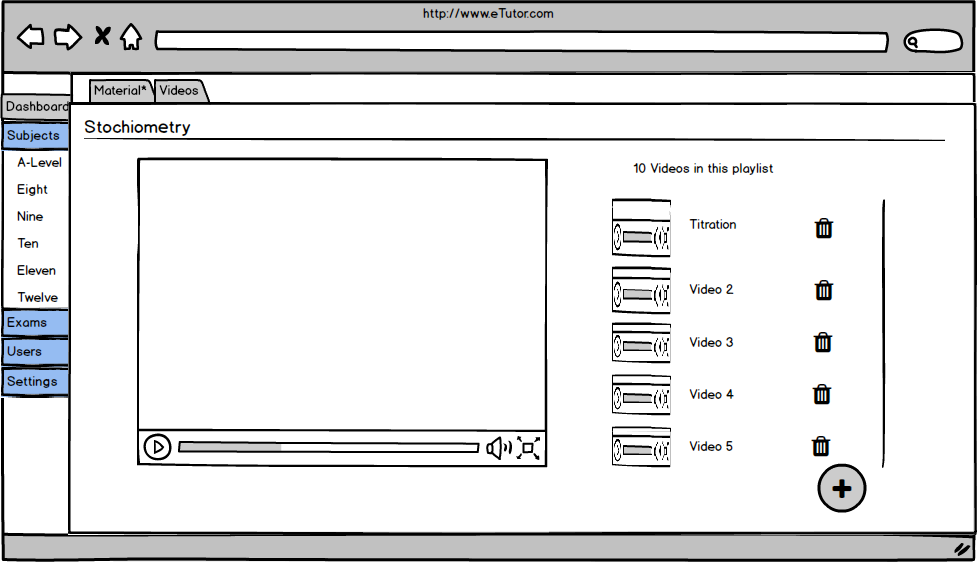 http://www.eTutor.com
Material*
Videos
Dashboard
Stochiometry
Subjects
A-Level
Eight
Nine
Ten
Eleven
Twelve
Exams
Users
Settings
10 Videos in this playlist
Titration
Video 2
Video 3
Video 4
Video 5